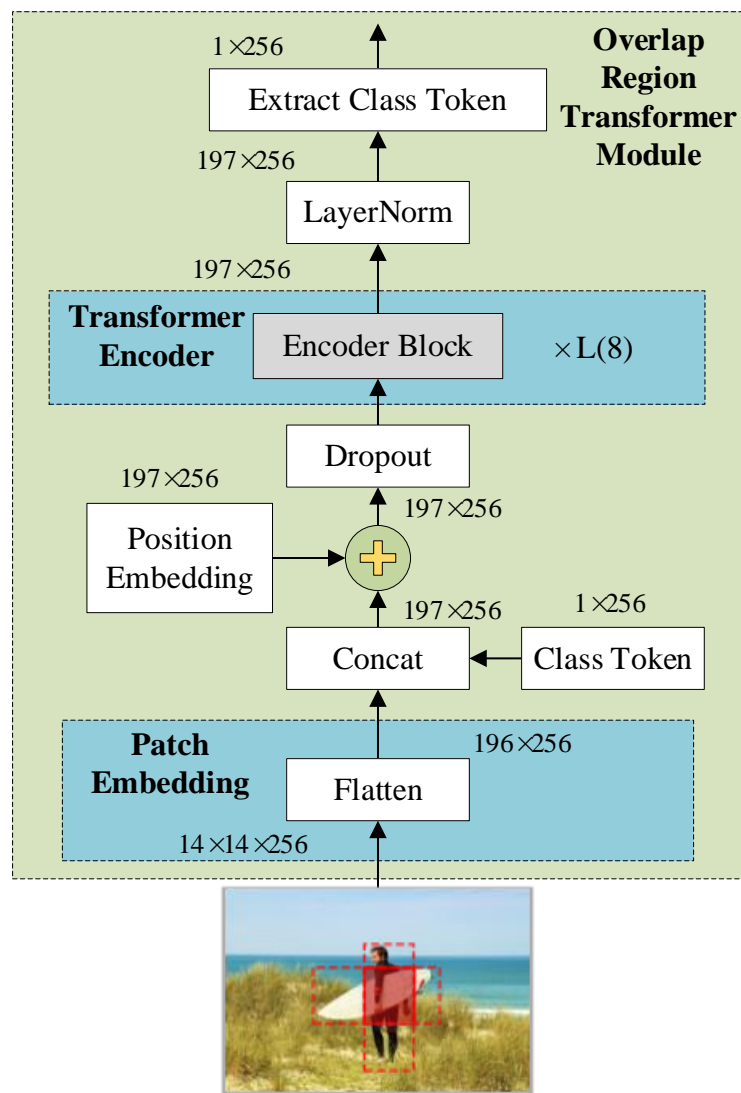 1×256
Overlap
Region
Transformer
Module
Extract Class Token
197×256
LayerNorm
197×256
Transformer
Encoder
Encoder Block
×L(8)
Dropout
197×256
197×256
Position
Embedding
197×256
1×256
Concat
Class Token
Patch
Embedding
196×256
Flatten
14×14×256